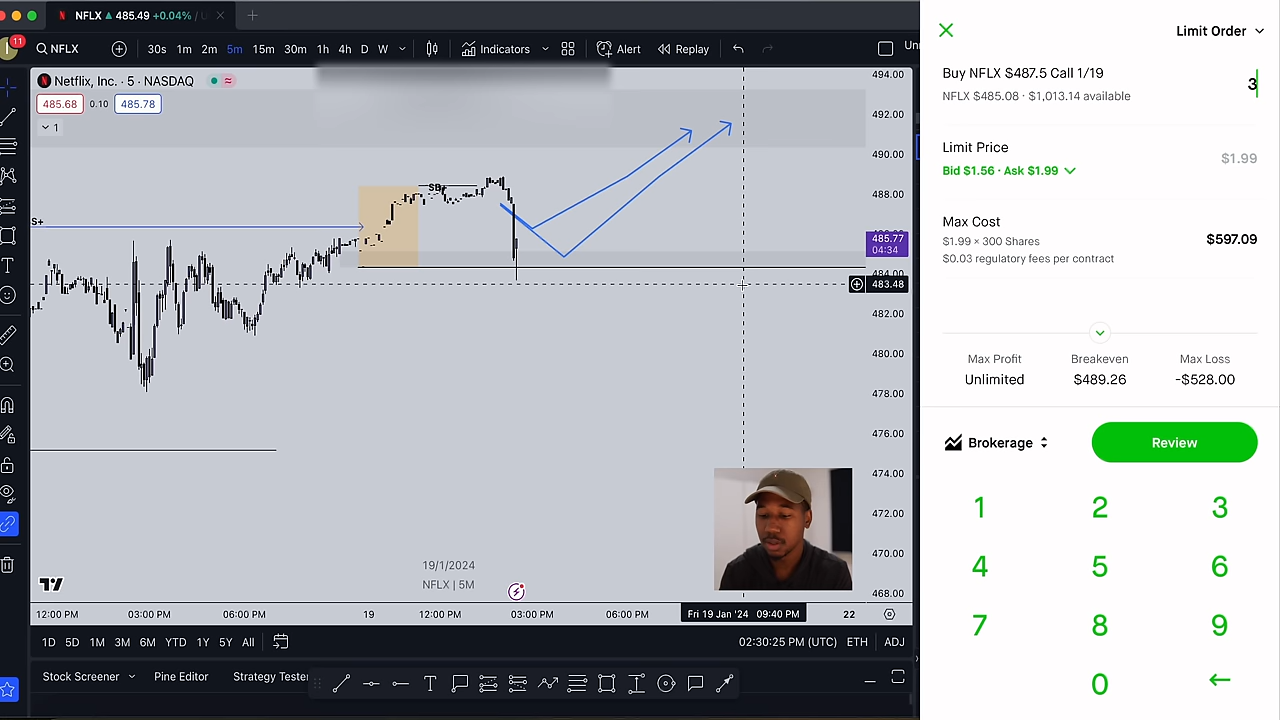 NFLX ▲ 485.49 +0.04% /
11
NFLX
30s 1m 2m 5m 15m 30m 1h 4h D W
Indicators
Alert
Replay
Netflix, Inc. · 5 · NASDAQ
485.68 0.10 485.78
1
S+
SB
494.00
492.00
490.00
488.00
485.77
04:34
484.00
483.48
482.00
480.00
478.00
476.00
474.00
472.00
470.00
468.00
19/1/2024
NFLX | 5M
12:00 PM 03:00 PM 06:00 PM 19 12:00 PM 03:00 PM 06:00 PM Fri 19 Jan '24 09:40 PM 22
1D 5D 1M 3M 6M YTD 1Y 5Y All
02:30:25 PM (UTC) ETH ADJ
Stock Screener Pine Editor Strategy Tester
Limit Order
Buy NFLX $487.5 Call 1/19
3
NFLX $485.08 · $1,013.14 available
Limit Price
$1.99
Bid $1.56 · Ask $1.99
Max Cost
$1.99 × 300 Shares
$597.09
$0.03 regulatory fees per contract
Max Profit Breakeven Max Loss
Unlimited $489.26 -$528.00
Brokerage
Review
1 2 3
4 5 6
7 8 9
0